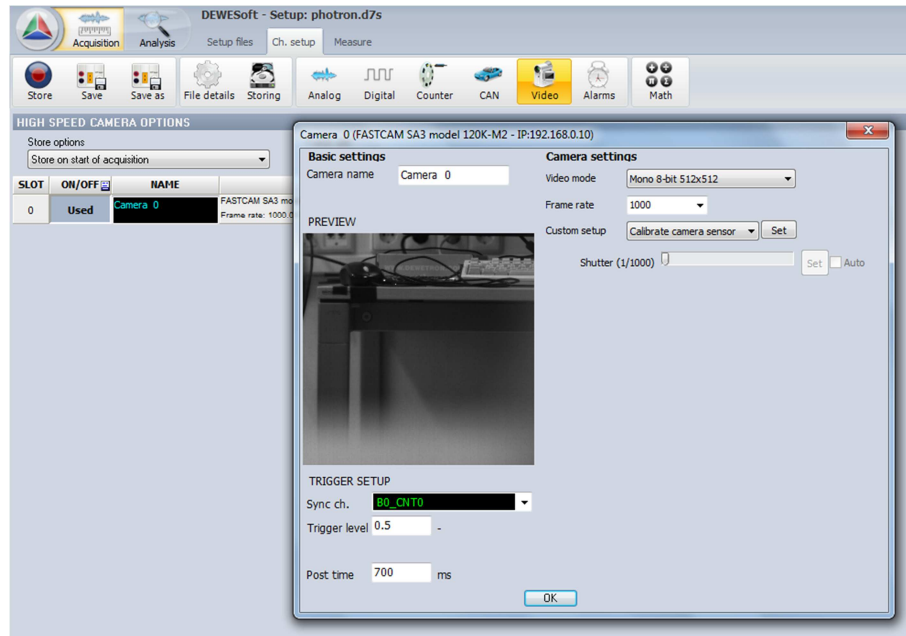 DEWESoft - Setup: photron.d7s
Acquisition
Analysis
Setup files
Ch. setup
Measure
Store
Save
Save as
File details
Storing
Analog
Digital
Counter
CAN
Video
Alarms
Math
HIGH SPEED CAMERA OPTIONS
Store options
Store on start of acquisition
SLOT
ON/OFF
NAME
0
Used
Camera 0
FASTCAM SA3 mo
Frame rate: 1000.0
Camera 0 (FASTCAM SA3 model 120K-M2 - IP:192.168.0.10)
Basic settings
Camera name
Camera 0
PREVIEW
DEWETRON
TRIGGER SETUP
Sync ch.
B0_CNT0
Trigger level
0.5
-
Post time
700
ms
Camera settings
Video mode
Mono 8-bit 512x512
Frame rate
1000
Custom setup
Calibrate camera sensor
Set
Shutter (1/1000)
Set
Auto
OK